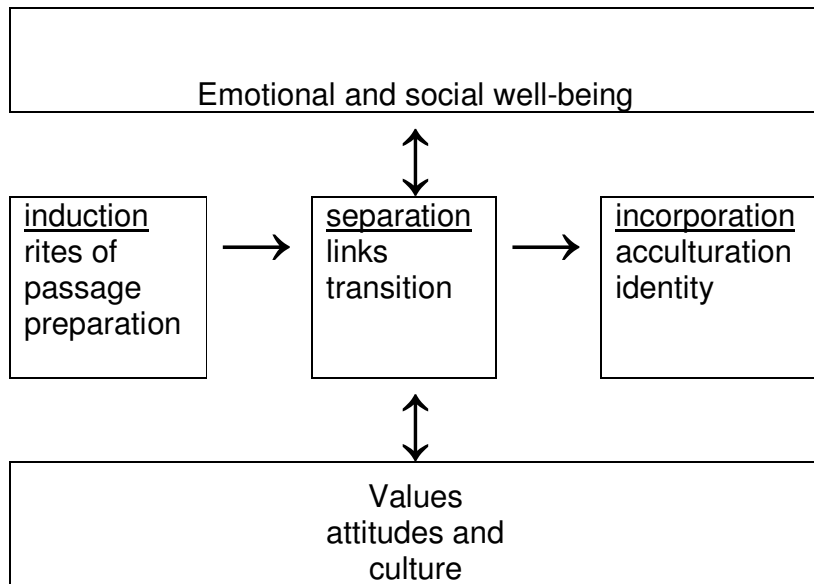 Emotional and social well-being
induction
rites of
passage
preparation
separation
links
transition
incorporation
acculturation
identity
Values
attitudes and
culture